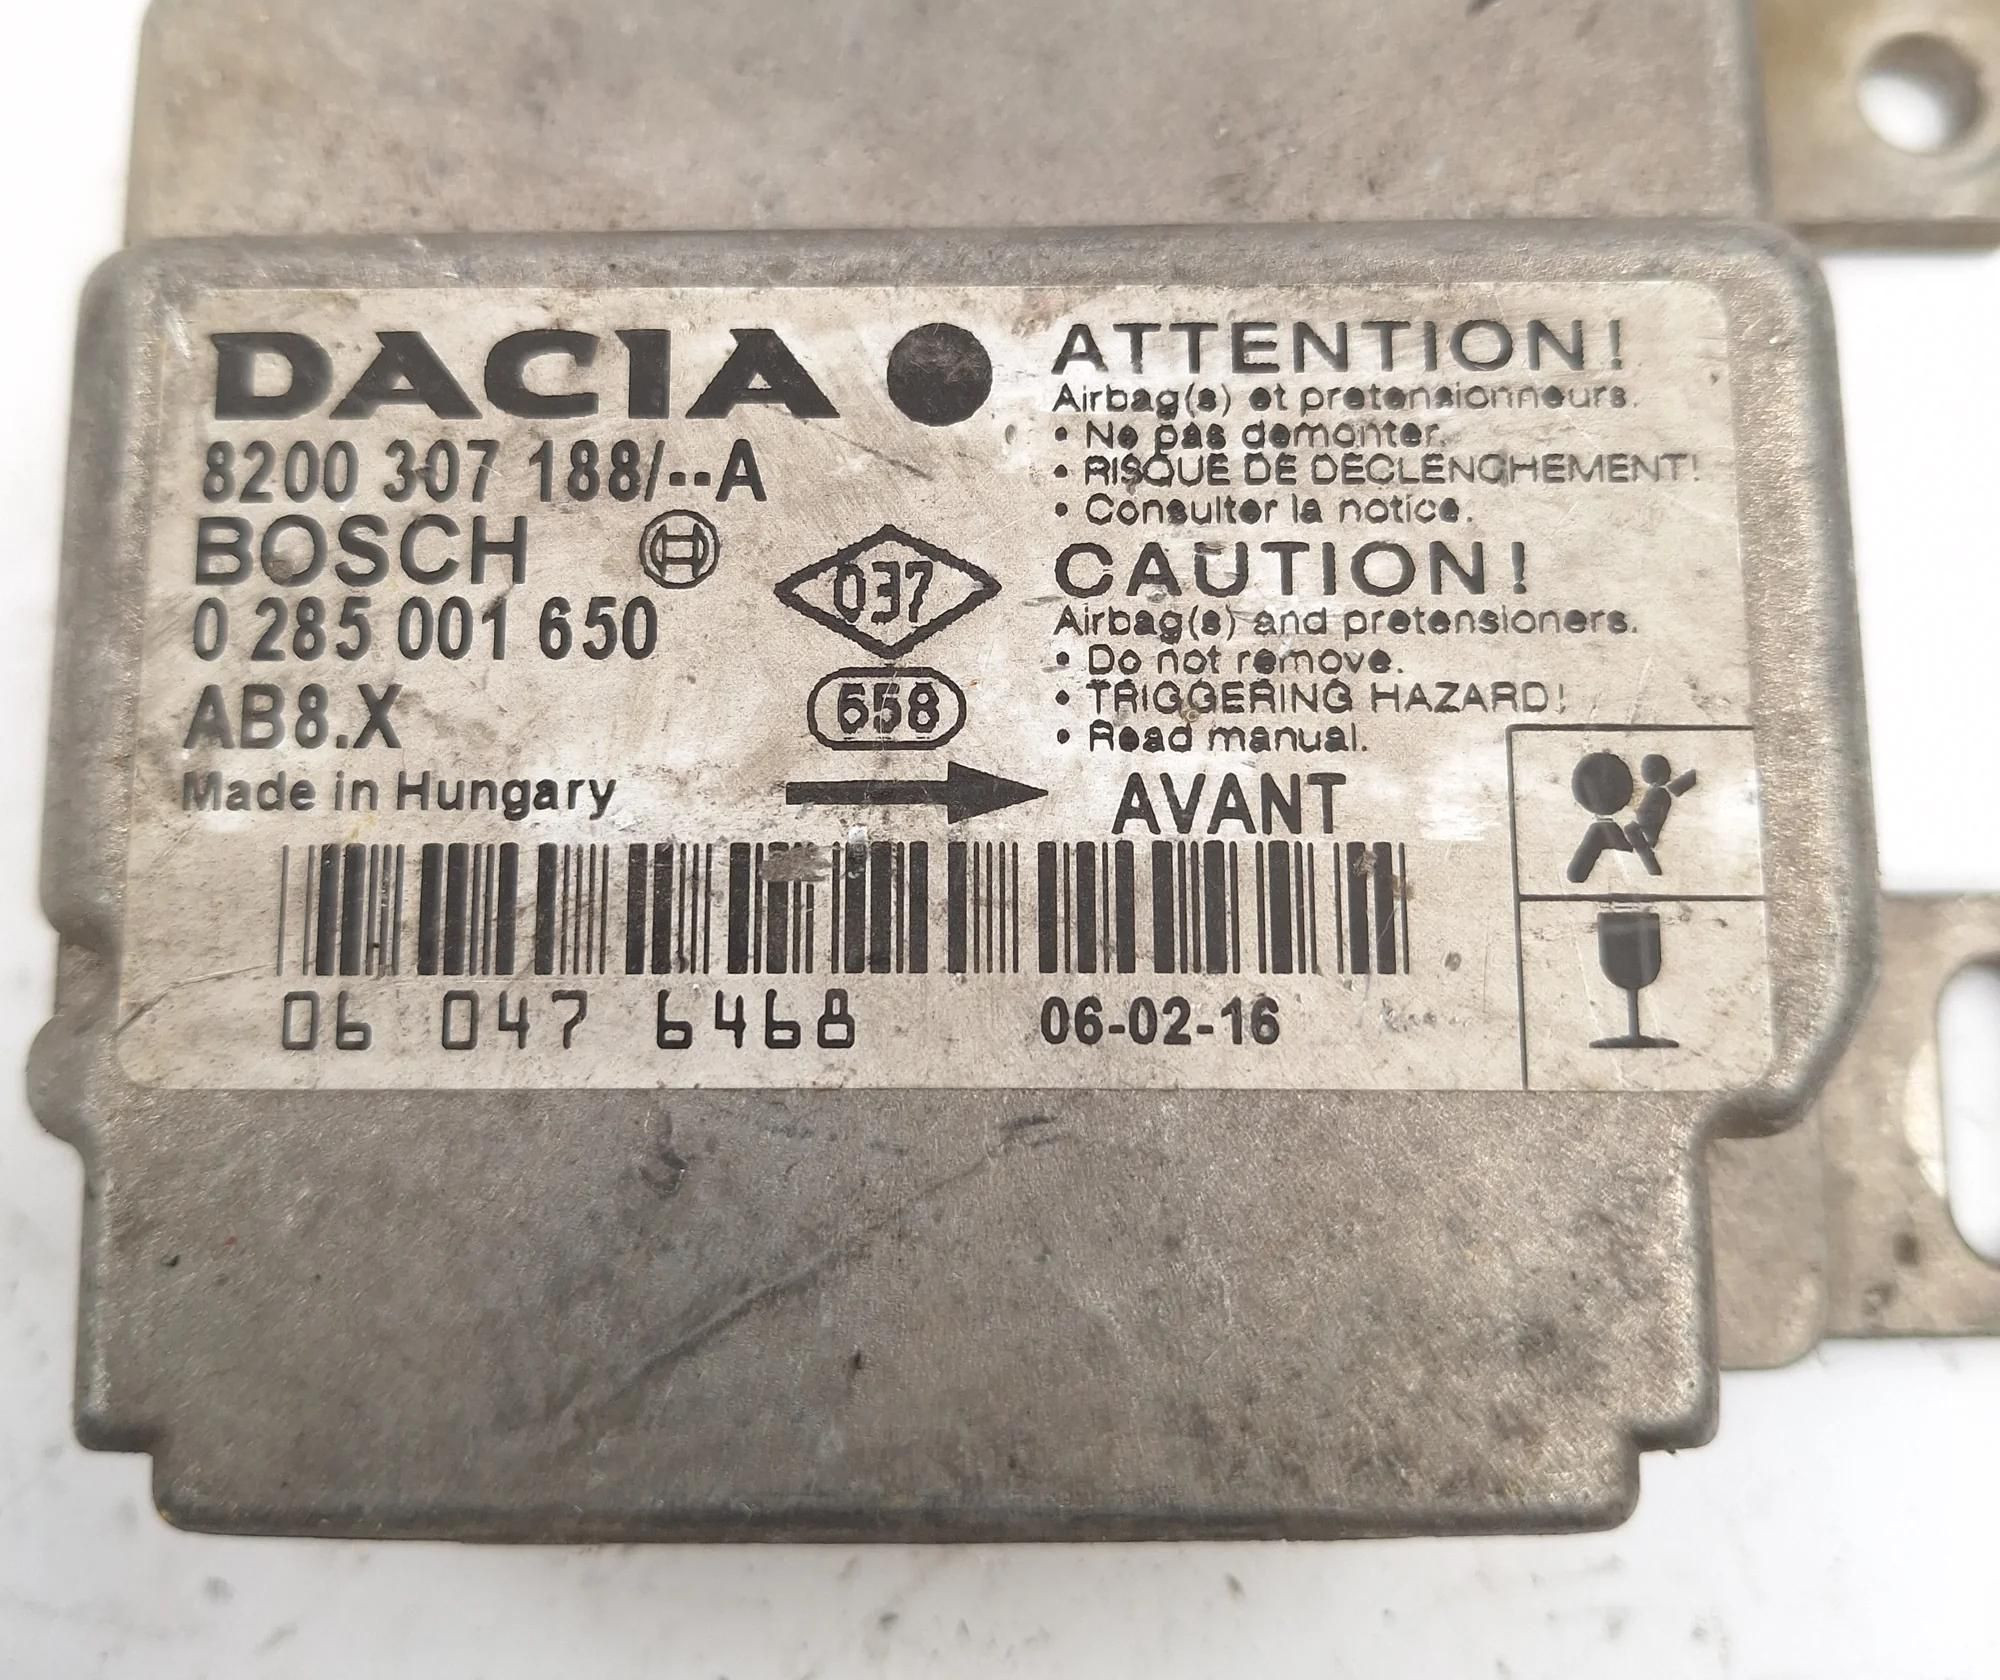 DACIA
8200 307 188/--A
BOSCH
0 285 001 650
AB8.X
Made in Hungary
037
658
ATTENTION!
Airbag(s) et pretensionneurs.
• Ne pas demonter.
• RISQUE DE DECLENCHEMENT!
• Consulter la notice.
CAUTION!
Airbag(s) and pretensioners.
• Do not remove.
• TRIGGERING HAZARD!
• Read manual.
AVANT
06 047 6468
06-02-16